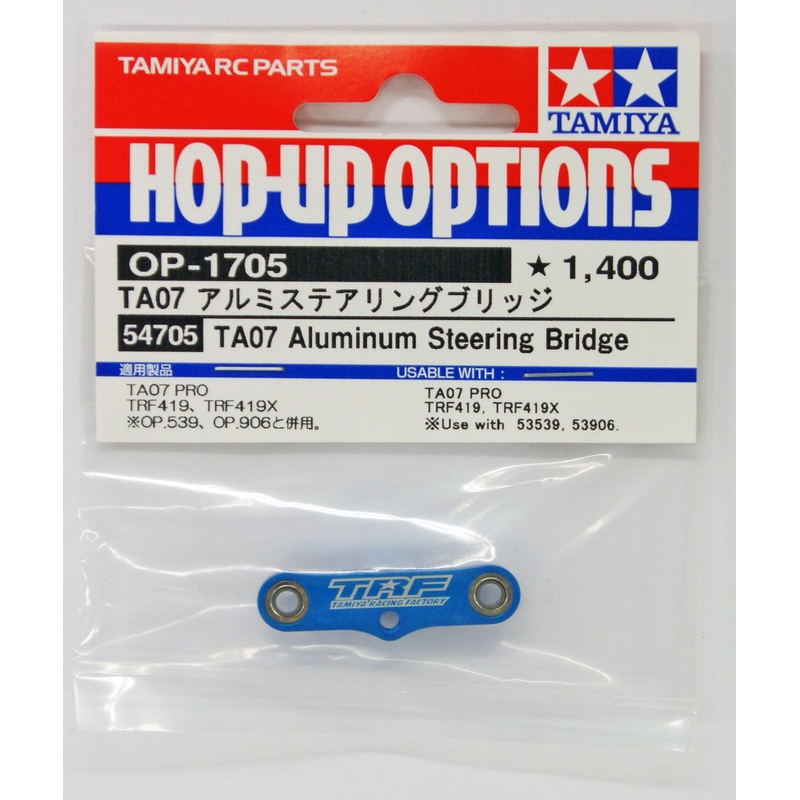 TAMIYA RC PARTS
TAMIYA
HOP-UP OPTIONS
OP-1705 ★ 1,400
TA07 アルミステアリングブリッジ
54705 TA07 Aluminum Steering Bridge
適用製品 USABLE WITH :
TA07 PRO
TRF419、TRF419X
※OP.539、OP.906と併用。
TA07 PRO
TRF419, TRF419X
※Use with 53539, 53906.
TRF
TAMIYA RACING FACTORY